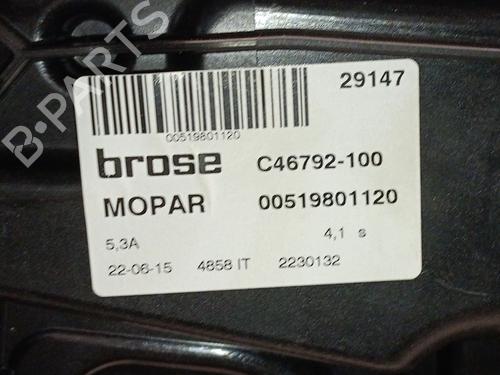 B-PARTS
29147
00519801120
brose C46792-100
MOPAR 00519801120
5,3A 4,1 s
22-06-15 4858 IT 2230132